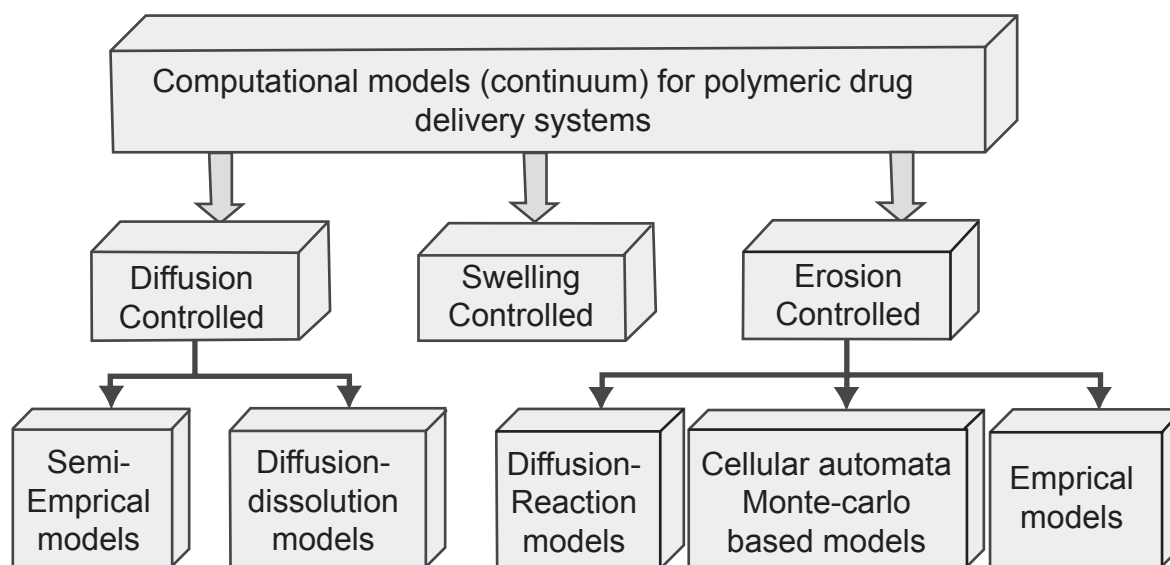 Computational models (continuum) for polymeric drug
delivery systems
Diffusion
Controlled
Swelling
Controlled
Erosion
Controlled
Semi-
Emprical
models
Diffusion-
dissolution
models
Diffusion-
Reaction
models
Cellular automata
Monte-carlo
based models
Emprical
models